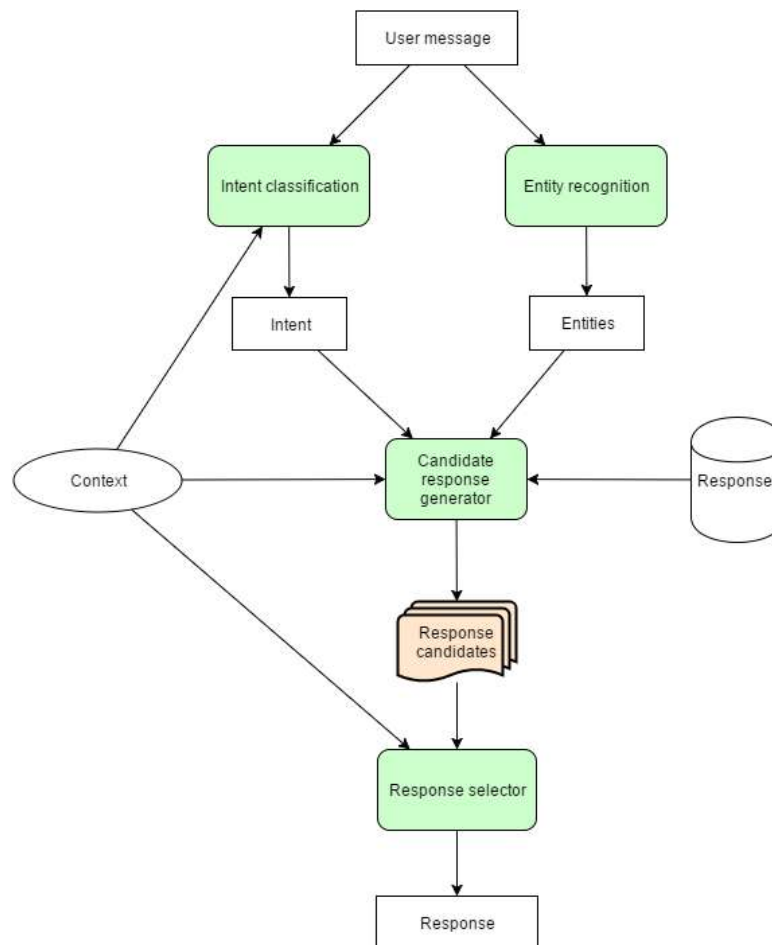 User message
Intent classification
Entity recognition
Intent
Entities
Context
Candidate
response
generator
Response
Response
candidates
Response selector
Response